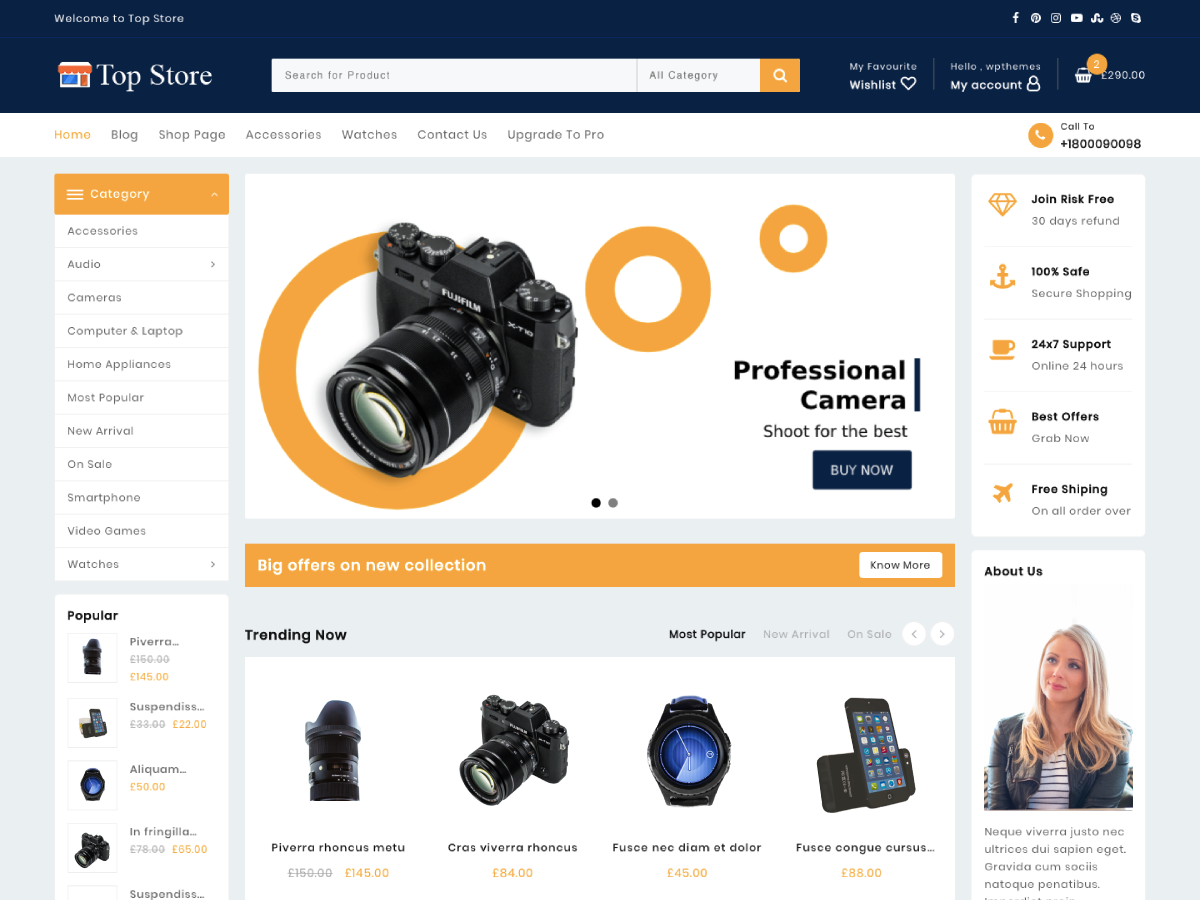 Welcome to Top Store
Top Store
Search for Product
All Category
My Favourite
Wishlist
Hello , wpthemes
My account
2
£290.00
Home
Blog
Shop Page
Accessories
Watches
Contact Us
Upgrade To Pro
Call To
+1800090098
Category
Accessories
Audio
Cameras
Computer & Laptop
Home Appliances
Most Popular
New Arrival
On Sale
Smartphone
Video Games
Watches
Popular
Piverra...
£150.00
£145.00
Suspendiss...
£33.00 £22.00
Aliquam...
£50.00
In fringilla...
£78.00 £65.00
Suspendiss...
FUJIFILM
X-T10
Professional
Camera
Shoot for the best
BUY NOW
Big offers on new collection
Know More
Trending Now
Most Popular
New Arrival
On Sale
Piverra rhoncus metu
£150.00 £145.00
Cras viverra rhoncus
£84.00
Fusce nec diam et dolor
£45.00
Fusce congue cursus...
£88.00
Join Risk Free
30 days refund
100% Safe
Secure Shopping
24x7 Support
Online 24 hours
Best Offers
Grab Now
Free Shiping
On all order over
About Us
Neque viverra justo nec
ultrices dui sapien eget.
Gravida cum sociis
natoque penatibus.